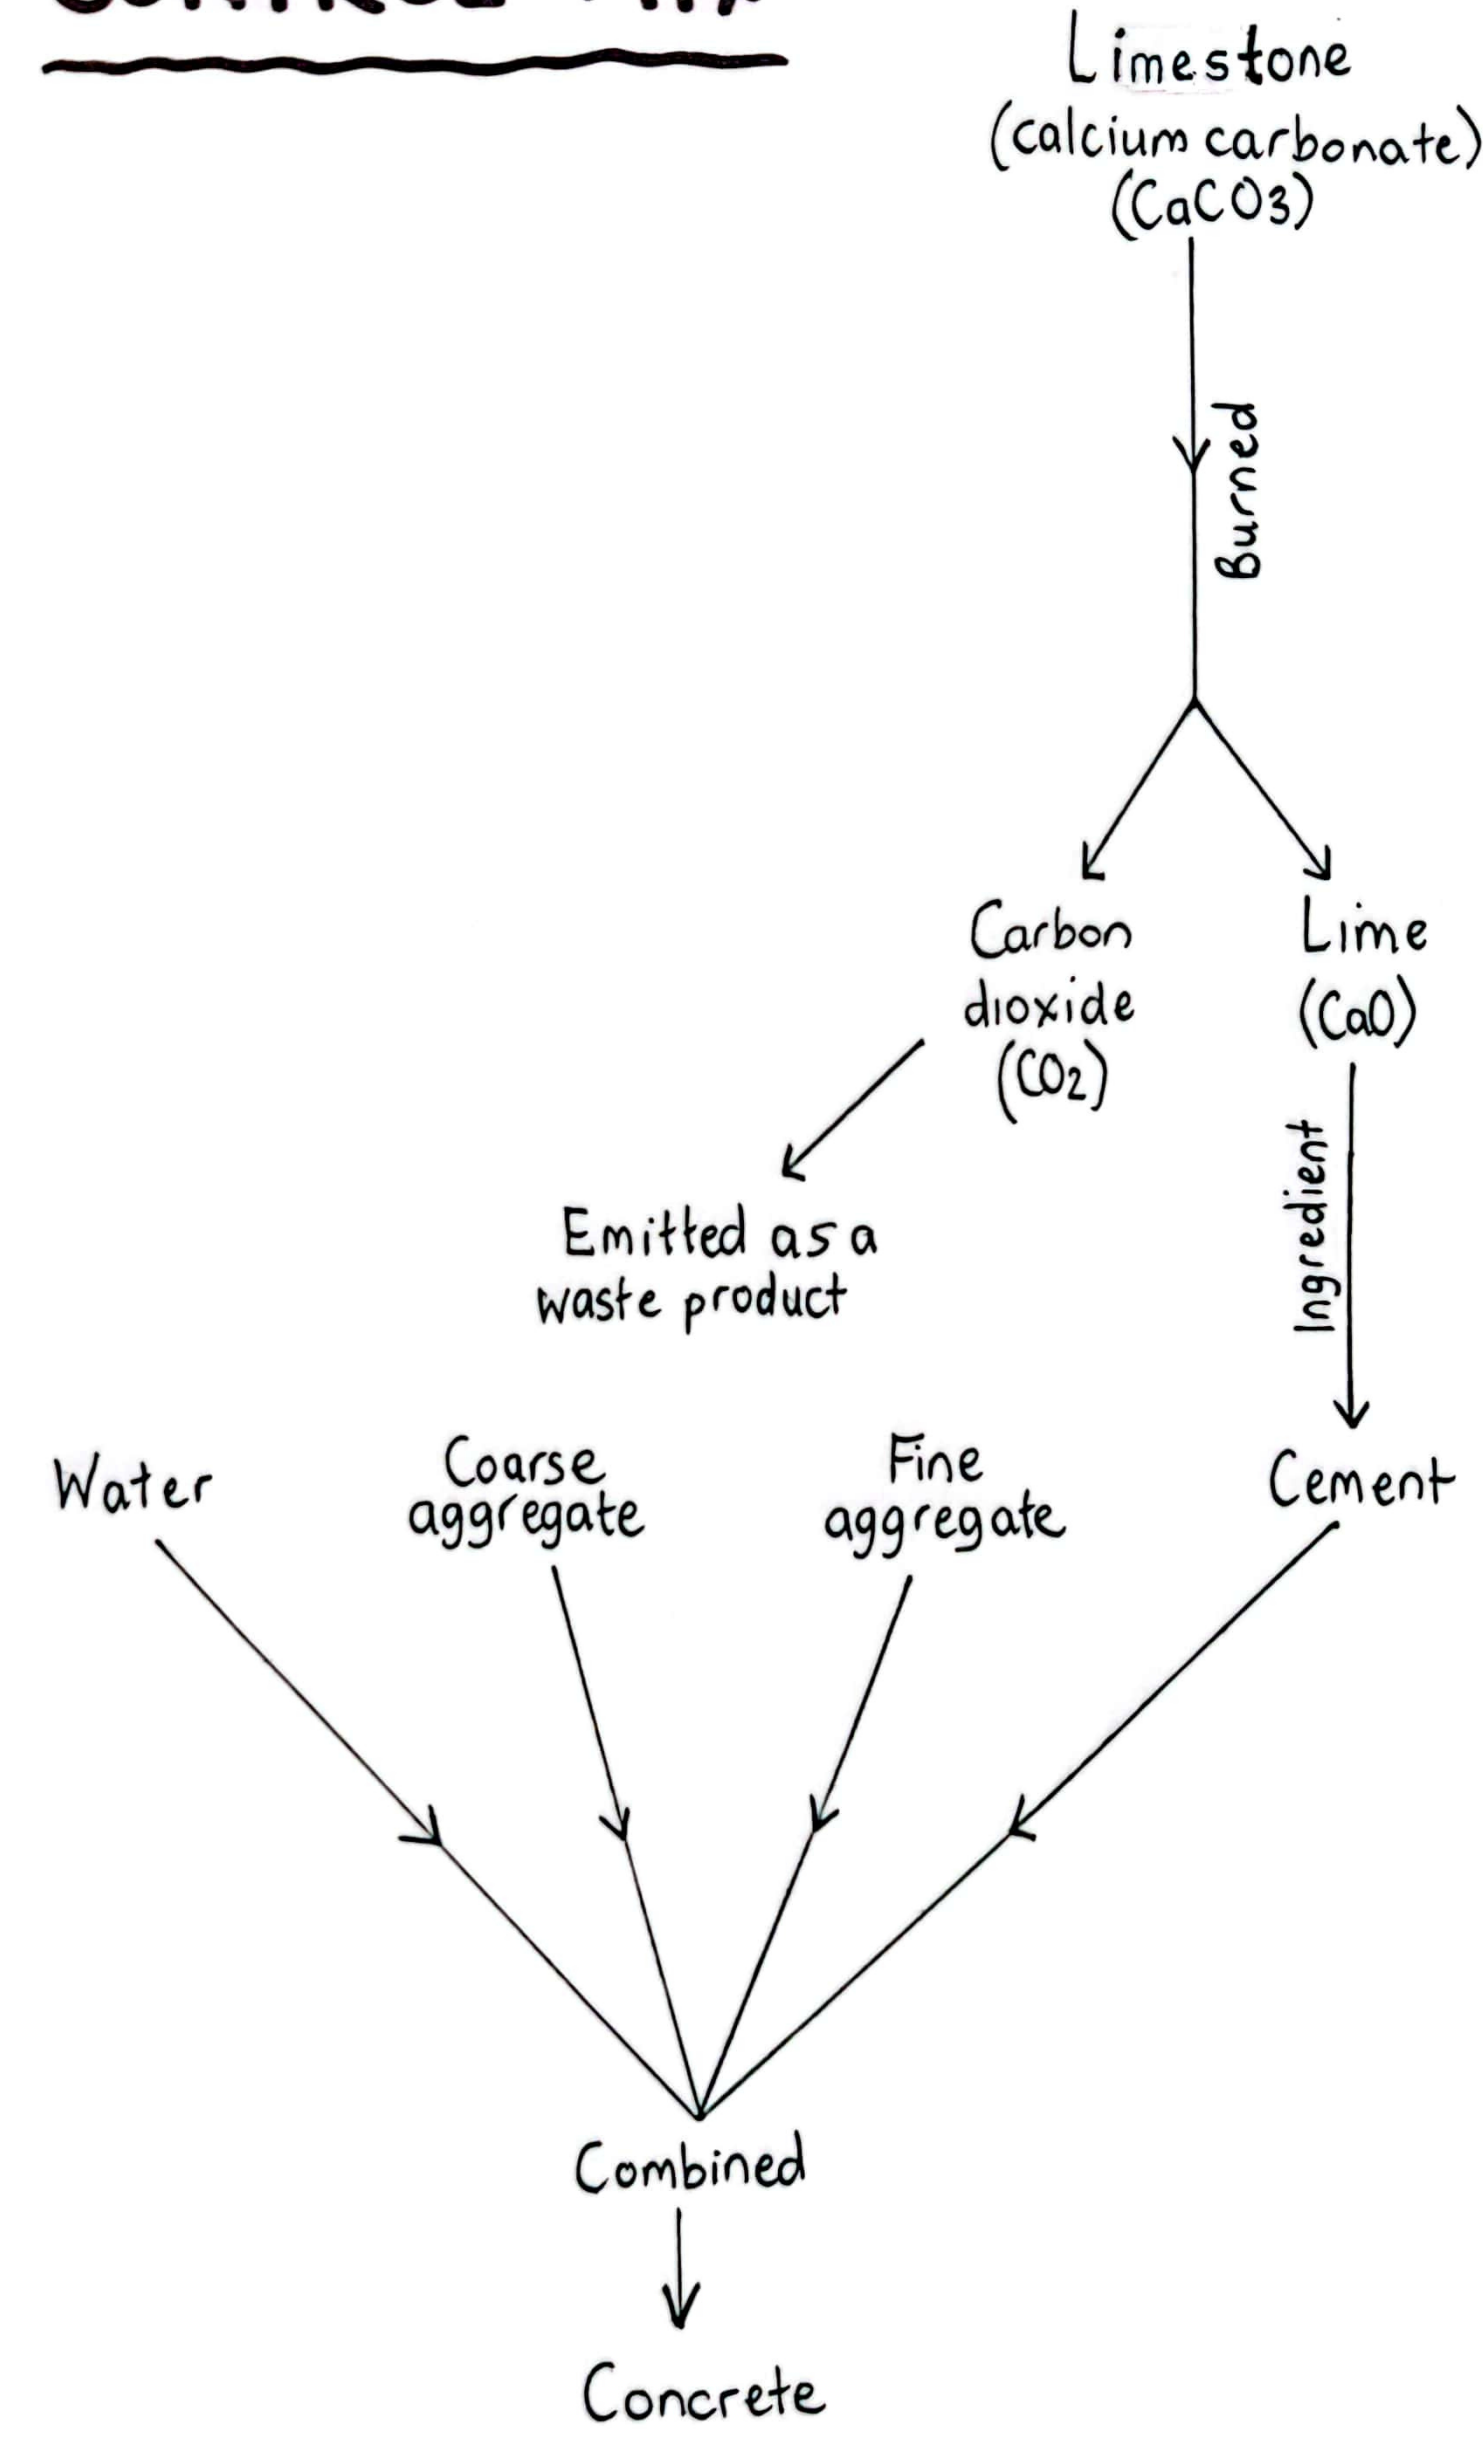 Limestone
(calcium carbonate)
(CaCO3)
Burned
Carbon
dioxide
(CO2)
Lime
(CaO)
Emitted as a
waste product
Ingredient
Water
Coarse
aggregate
Fine
aggregate
Cement
Combined
Concrete